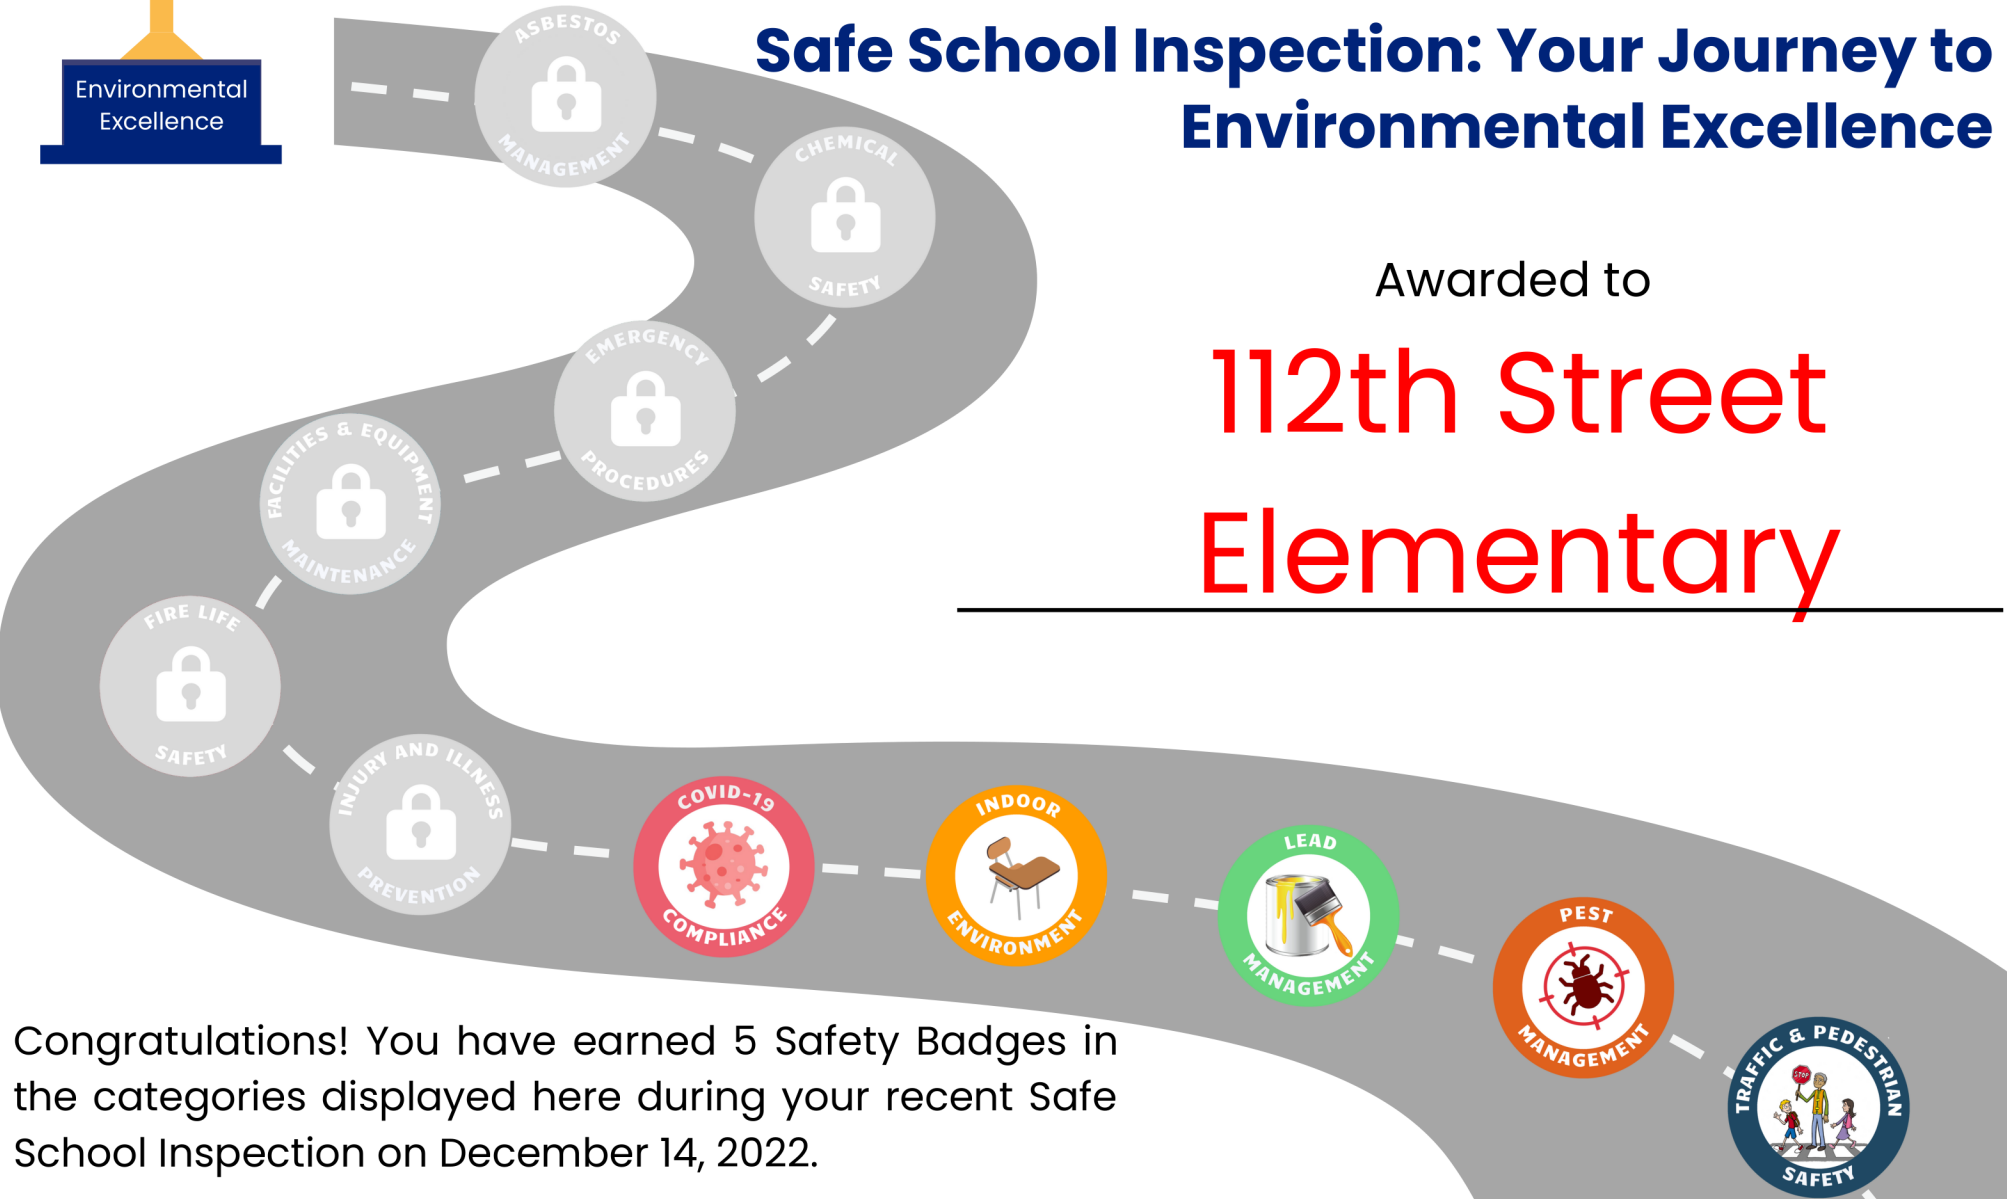 Environmental
Excellence
Safe School Inspection: Your Journey to
Environmental Excellence
Awarded to
112th Street
Elementary
ASBESTOS
MANAGEMENT
CHEMICAL
SAFETY
EMERGENCY
PROCEDURES
FACILITIES & EQUIPMENT
MAINTENANCE
FIRE LIFE
SAFETY
INJURY AND ILLNESS
PREVENTION
COVID-19
COMPLIANCE
INDOOR
ENVIRONMENT
LEAD
MANAGEMENT
PEST
MANAGEMENT
TRAFFIC & PEDESTRIAN
STOP
SAFETY
Congratulations! You have earned 5 Safety Badges in
the categories displayed here during your recent Safe
School Inspection on December 14, 2022.